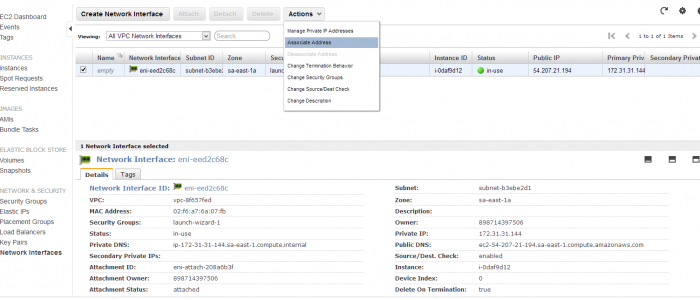 Create Network Interface Attach Detach Delete Actions
Viewing: All VPC Network Interfaces Search
1 to 1 of 1 Items
Manage Private IP Addresses
Associate Address
Disassociate Address
Change Termination Behavior
Change Security Groups
Change Source/Dest Check
Change Description
Name Network Interface Subnet ID Zone Secu Instance ID Status Public IP Primary Priv Secondary Private
empty eni-eed2c68c subnet-b3ebe2 sa-east-1a launch i-0daf9d12 in-use 54.207.21.194 172.31.31.144
EC2 Dashboard
Events
Tags
INSTANCES
Instances
Spot Requests
Reserved Instances
IMAGES
AMIs
Bundle Tasks
ELASTIC BLOCK STORE
Volumes
Snapshots
NETWORK & SECURITY
Security Groups
Elastic IPs
Placement Groups
Load Balancers
Key Pairs
Network Interfaces
1 Network Interface selected
Network Interface: eni-eed2c68c
Details Tags
Network Interface ID: eni-eed2c68c
VPC: vpc-8f657fed
MAC Address: 02:f6:a7:6a:07:fb
Security Groups: launch-wizard-1
Status: in-use
Private DNS: ip-172-31-31-144.sa-east-1.compute.internal
Secondary Private IPs:
Attachment ID: eni-attach-208a6b3f
Attachment Owner: 898714397506
Attachment Status: attached
Subnet: subnet-b3ebe2d1
Zone: sa-east-1a
Description:
Owner: 898714397506
Private IP: 172.31.31.144
Public DNS: ec2-54-207-21-194.sa-east-1.compute.amazonaws.com
Source/Dest. Check: enabled
Instance: i-0daf9d12
Device Index: 0
Delete On Termination: true